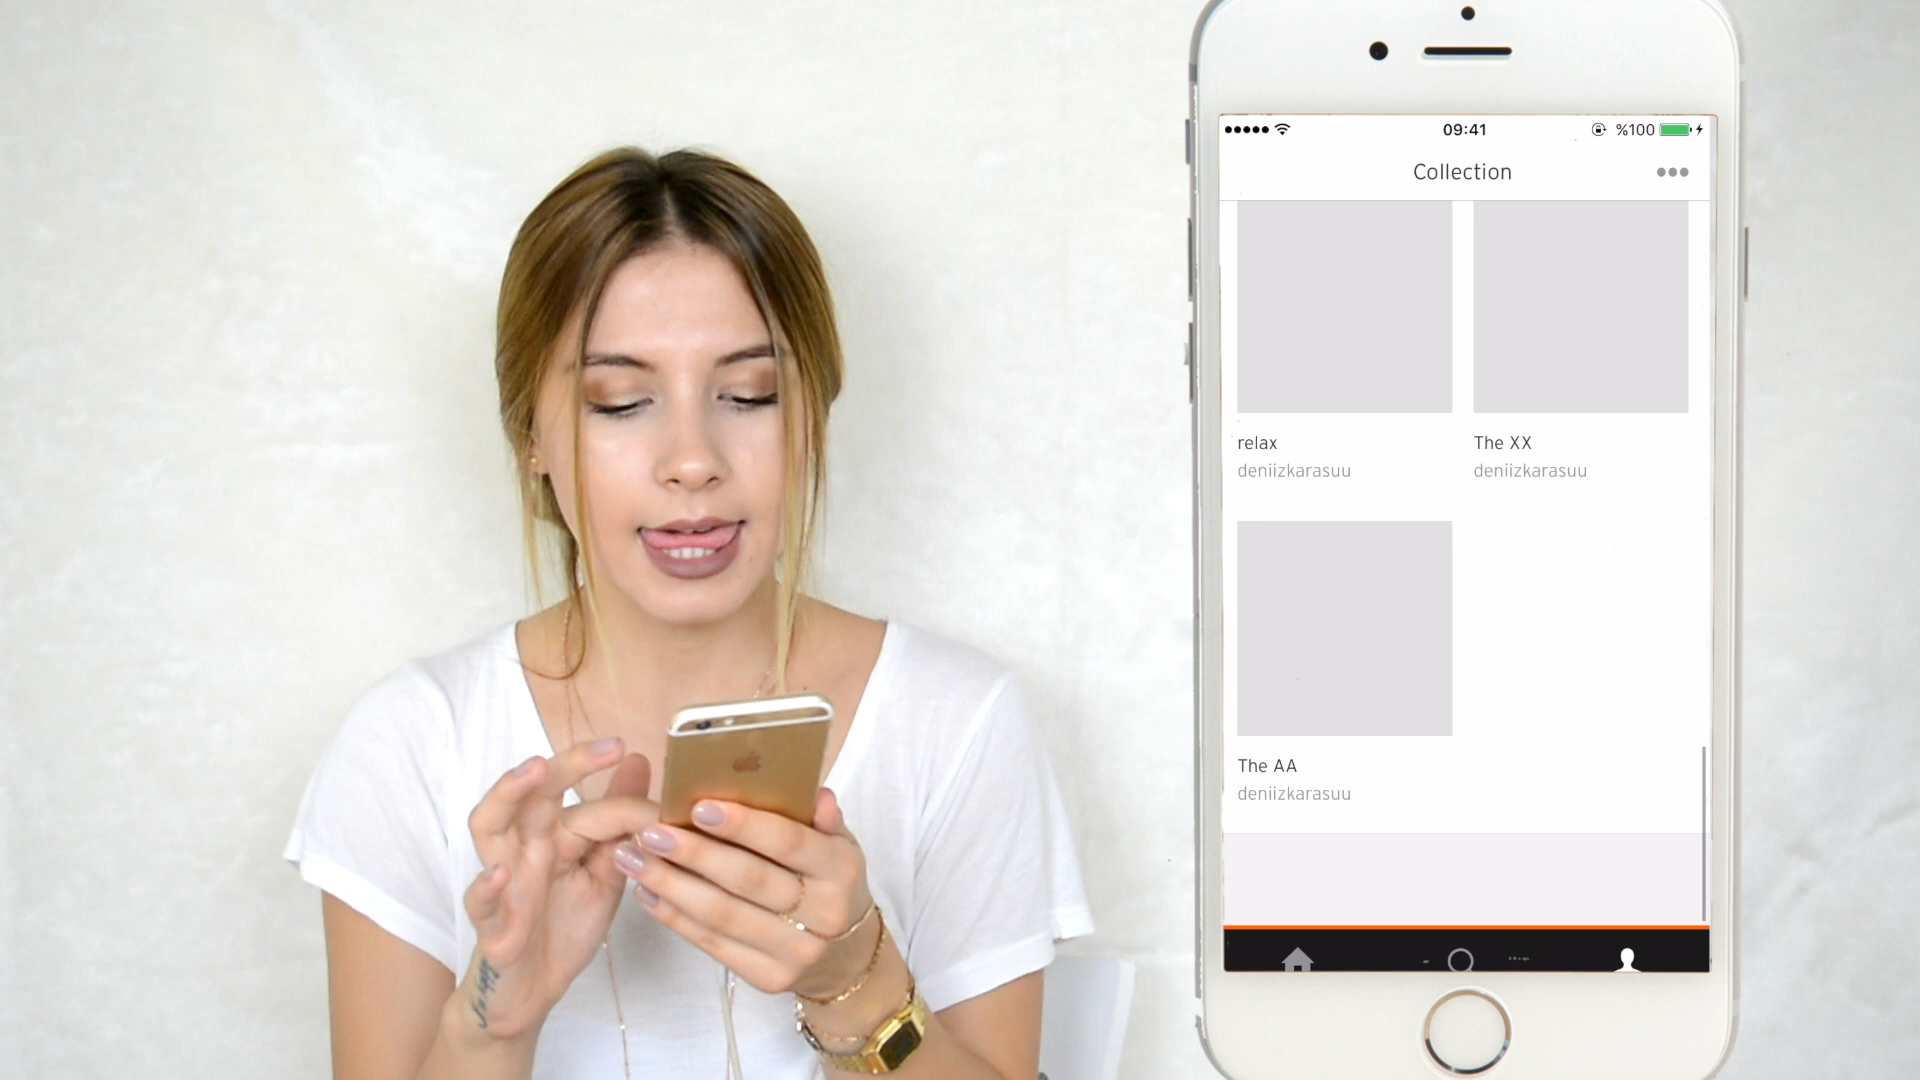 09:41
%100
Collection
relax
deniizkarasuu
The XX
deniizkarasuu
The AA
deniizkarasuu